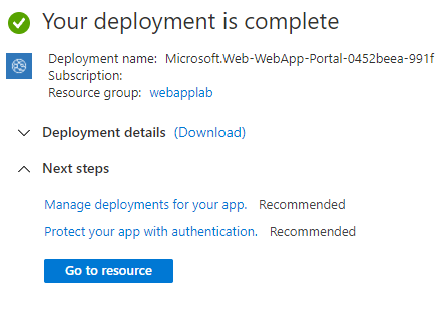 Your deployment is complete
Deployment name: Microsoft.Web-WebApp-Portal-0452beea-991f
Subscription:
Resource group: webapplab
Deployment details (Download)
Next steps
Manage deployments for your app. Recommended
Protect your app with authentication. Recommended
Go to resource